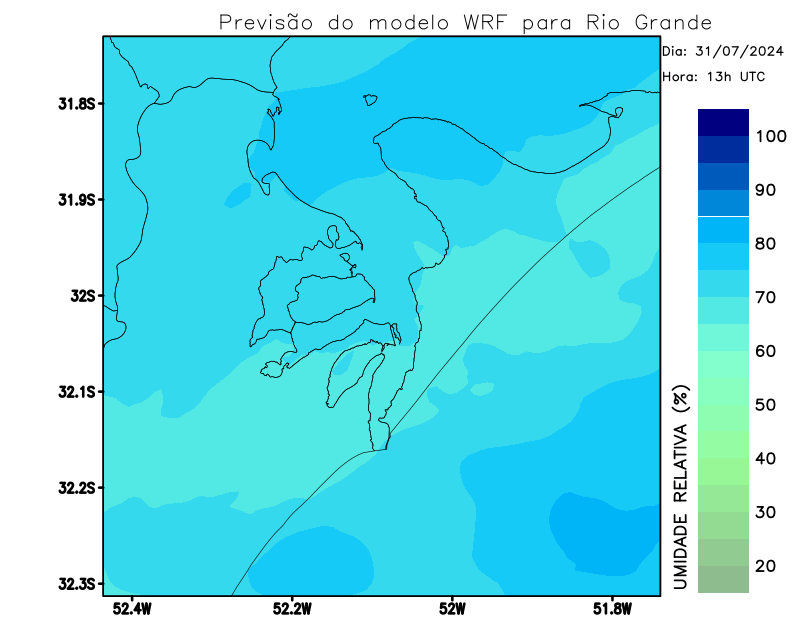 Previsão do modelo WRF para Rio Grande
Dia: 31/07/2024
Hora: 13h UTC
31.8S
31.9S
32S
32.1S
32.2S
32.3S
52.4W
52.2W
52W
51.8W
100
90
80
70
60
50
40
30
20
UMIDADE RELATIVA (%)